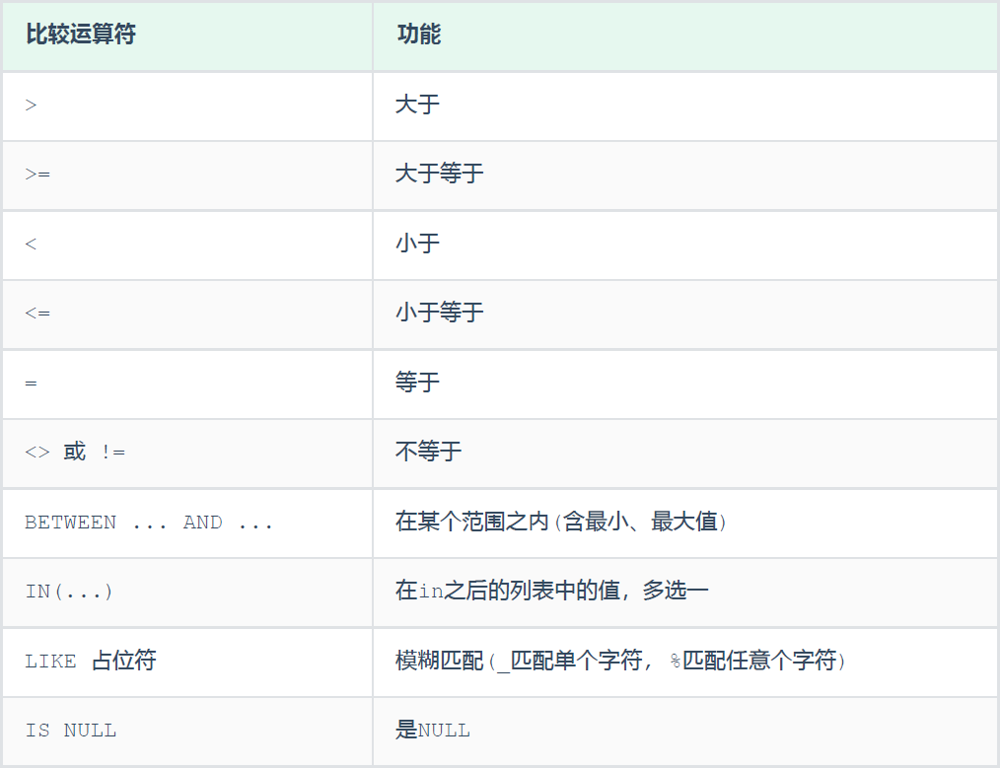 比较运算符 功能
> 大于
>= 大于等于
< 小于
<= 小于等于
= 等于
<> 或 != 不等于
BETWEEN ... AND ... 在某个范围之内(含最小、最大值)
IN(...) 在in之后的列表中的值，多选一
LIKE 占位符 模糊匹配(_匹配单个字符, %匹配任意个字符)
IS NULL 是NULL